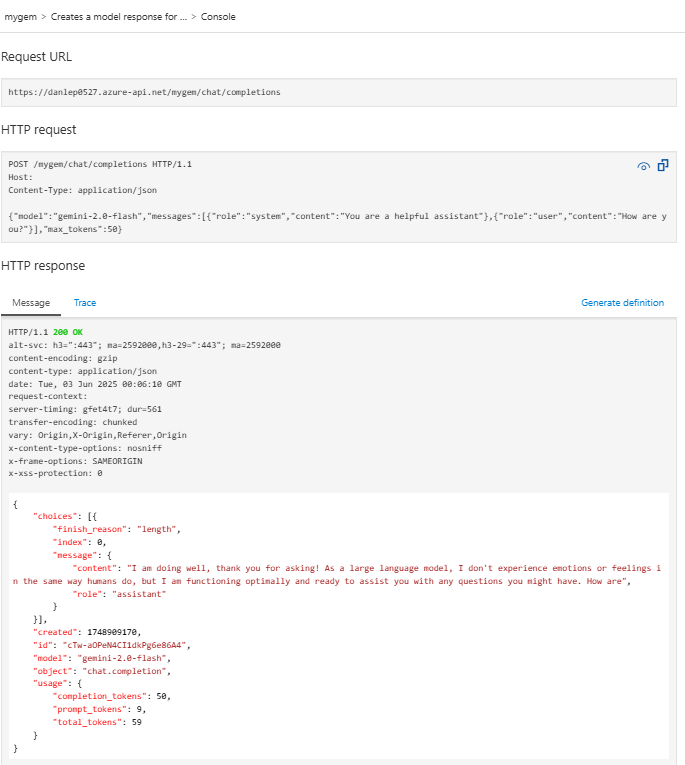 mygem > Creates a model response for ... > Console
Request URL
https://danlep0527.azure-api.net/mygem/chat/completions
HTTP request
POST /mygem/chat/completions HTTP/1.1
Host:
Content-Type: application/json
{"model":"gemini-2.0-flash","messages":[{"role":"system","content":"You are a helpful assistant"},{"role":"user","content":"How are y
ou?"}],"max_tokens":50}
HTTP response
Message Trace Generate definition
HTTP/1.1 200 OK
alt-svc: h3=":443"; ma=2592000,h3-29=":443"; ma=2592000
content-encoding: gzip
content-type: application/json
date: Tue, 03 Jun 2025 00:06:10 GMT
request-context:
server-timing: gfet4t7; dur=561
transfer-encoding: chunked
vary: Origin,X-Origin,Referer,Origin
x-content-type-options: nosniff
x-frame-options: SAMEORIGIN
x-xss-protection: 0
{
"choices": [{
"finish_reason": "length",
"index": 0,
"message": {
"content": "I am doing well, thank you for asking! As a large language model, I don't experience emotions or feelings i
n the same way humans do, but I am functioning optimally and ready to assist you with any questions you might have. How are",
"role": "assistant"
}
}],
"created": 1748909170,
"id": "cTw-aOPeN4CI1dkPg6e86A4",
"model": "gemini-2.0-flash",
"object": "chat.completion",
"usage": {
"completion_tokens": 50,
"prompt_tokens": 9,
"total_tokens": 59
}
}